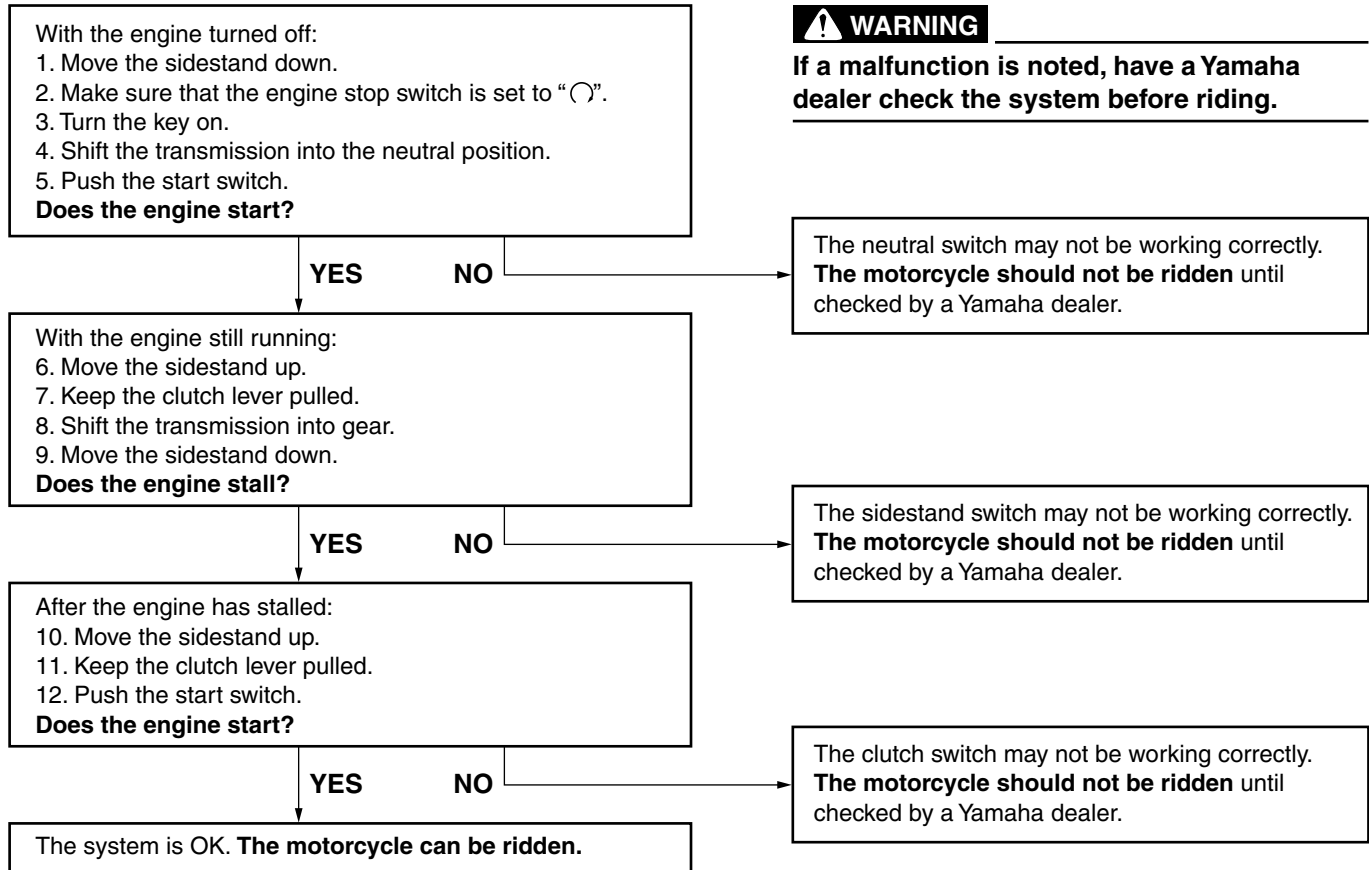 With the engine turned off:
1. Move the sidestand down.
2. Make sure that the engine stop switch is set to “ ”.
3. Turn the key on.
4. Shift the transmission into the neutral position.
5. Push the start switch.
Does the engine start?
WARNING
If a malfunction is noted, have a Yamaha
dealer check the system before riding.
YES NO
The neutral switch may not be working correctly.
The motorcycle should not be ridden until
checked by a Yamaha dealer.
With the engine still running:
6. Move the sidestand up.
7. Keep the clutch lever pulled.
8. Shift the transmission into gear.
9. Move the sidestand down.
Does the engine stall?
YES NO
The sidestand switch may not be working correctly.
The motorcycle should not be ridden until
checked by a Yamaha dealer.
After the engine has stalled:
10. Move the sidestand up.
11. Keep the clutch lever pulled.
12. Push the start switch.
Does the engine start?
YES NO
The clutch switch may not be working correctly.
The motorcycle should not be ridden until
checked by a Yamaha dealer.
The system is OK. The motorcycle can be ridden.